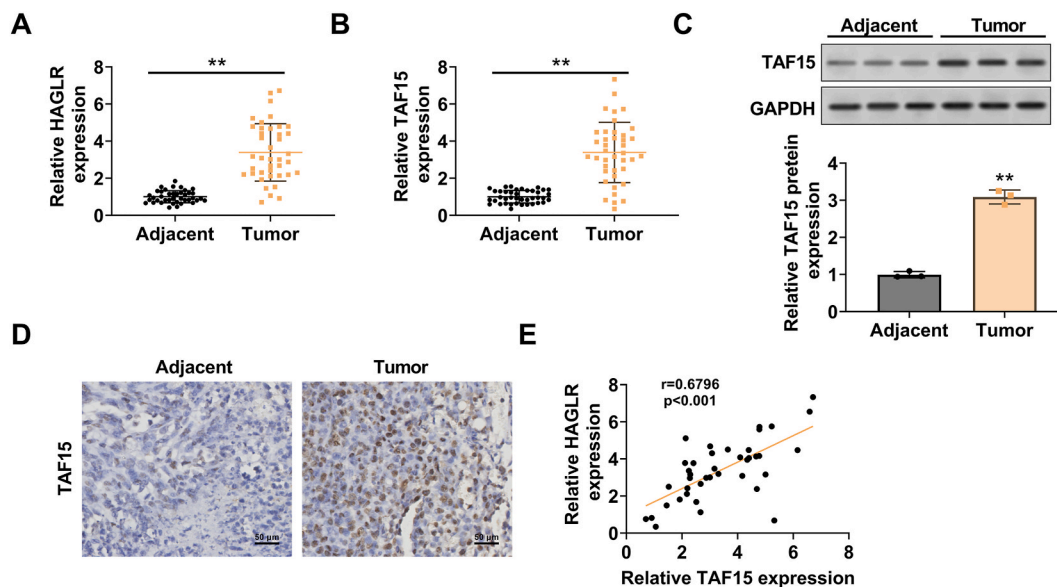 A
Relative HAGLR
expression
8
6
4
2
0
**
Adjacent
Tumor
B
Relative TAF15
expression
8
6
4
2
0
**
Adjacent
Tumor
C
Adjacent
Tumor
TAF15
GAPDH
Relative TAF15 pretein
expression
4
3
2
1
0
**
Adjacent
Tumor
D
Adjacent
Tumor
TAF15
50 μm
50 μm
E
Relative HAGLR
expression
8
6
4
2
0
r=0.6796
p<0.001
0 2 4 6 8
Relative TAF15 expression